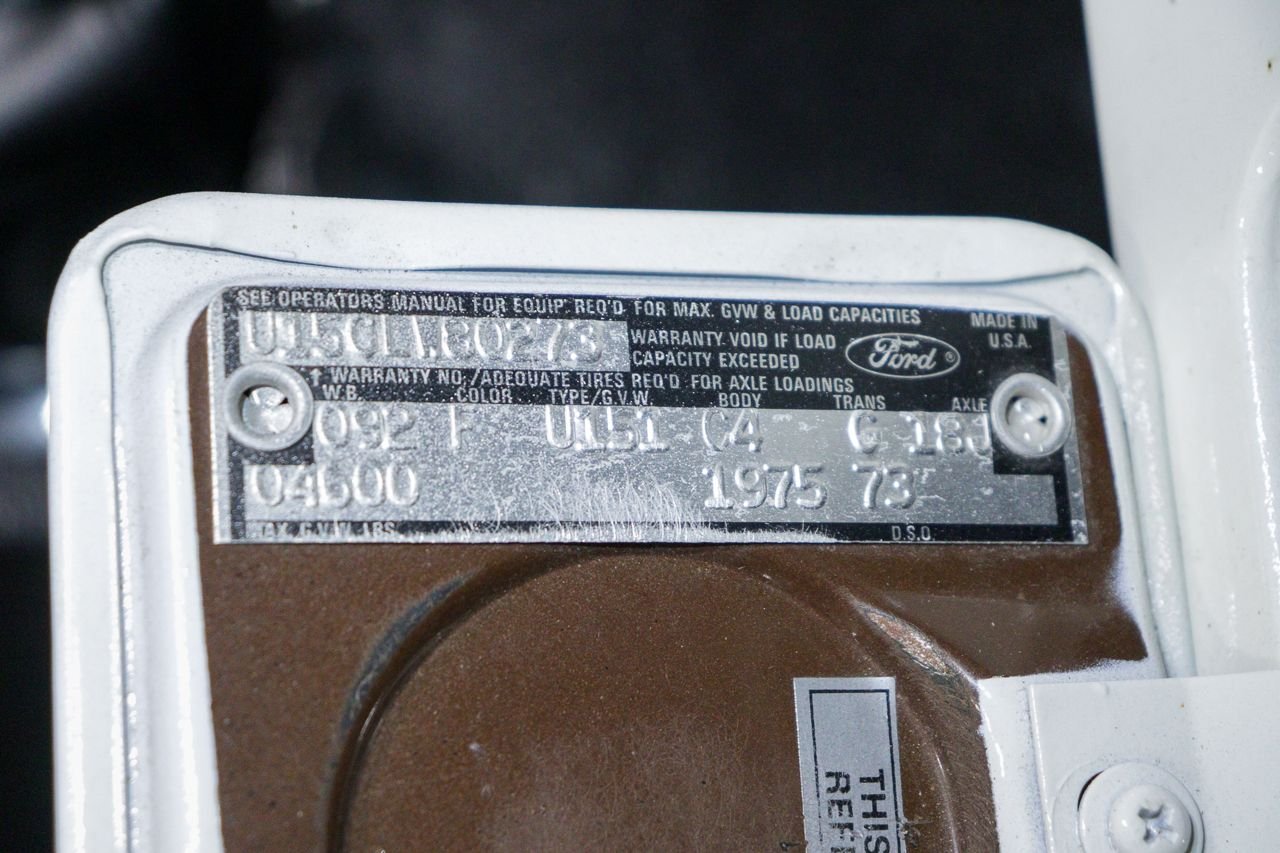 SEE OPERATORS MANUAL FOR EQUIP. REQ'D FOR MAX. GVW & LOAD CAPACITIES
MADE IN
U.S.A.
WARRANTY VOID IF LOAD
CAPACITY EXCEEDED
Ford ®
↑ WARRANTY NO./ADEQUATE TIRES REQ'D FOR AXLE LOADINGS
W.B. COLOR TYPE/G.V.W. BODY TRANS AXLE
092 U151 C4 G 18J
1975 73
D.S.O.
THIS